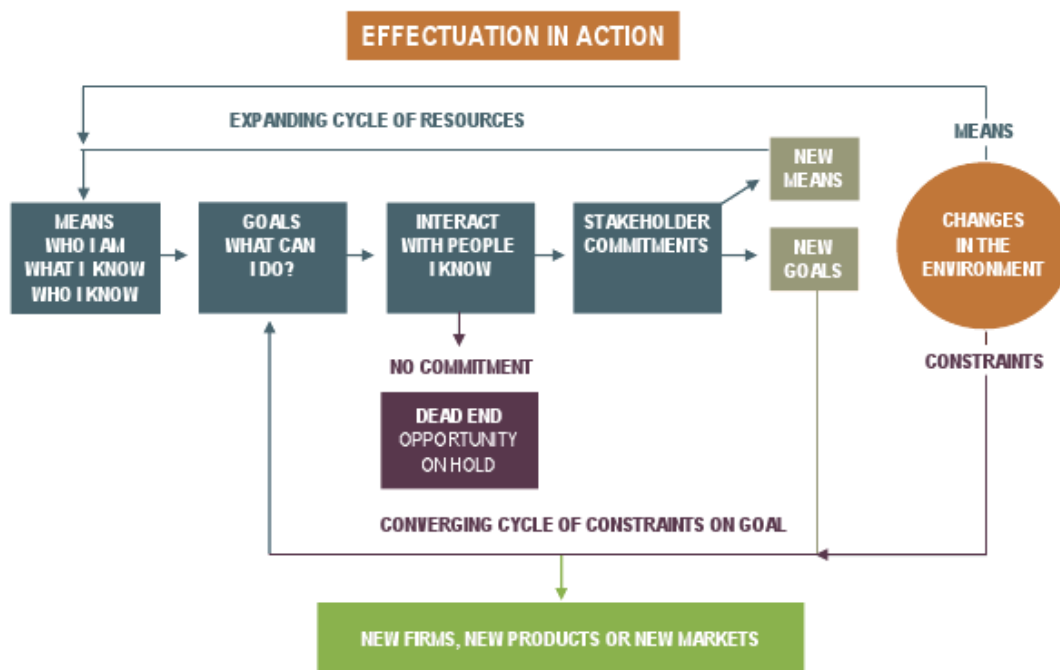 EFFECTUATION IN ACTION
EXPANDING CYCLE OF RESOURCES
MEANS
NEW
MEANS
MEANS
WHO I AM
WHAT I KNOW
WHO I KNOW
GOALS
WHAT CAN
I DO?
INTERACT
WITH PEOPLE
I KNOW
STAKEHOLDER
COMMITMENTS
NEW
GOALS
CHANGES
IN THE
ENVIRONMENT
NO COMMITMENT
CONSTRAINTS
DEAD END
OPPORTUNITY
ON HOLD
CONVERGING CYCLE OF CONSTRAINTS ON GOAL
NEW FIRMS, NEW PRODUCTS OR NEW MARKETS